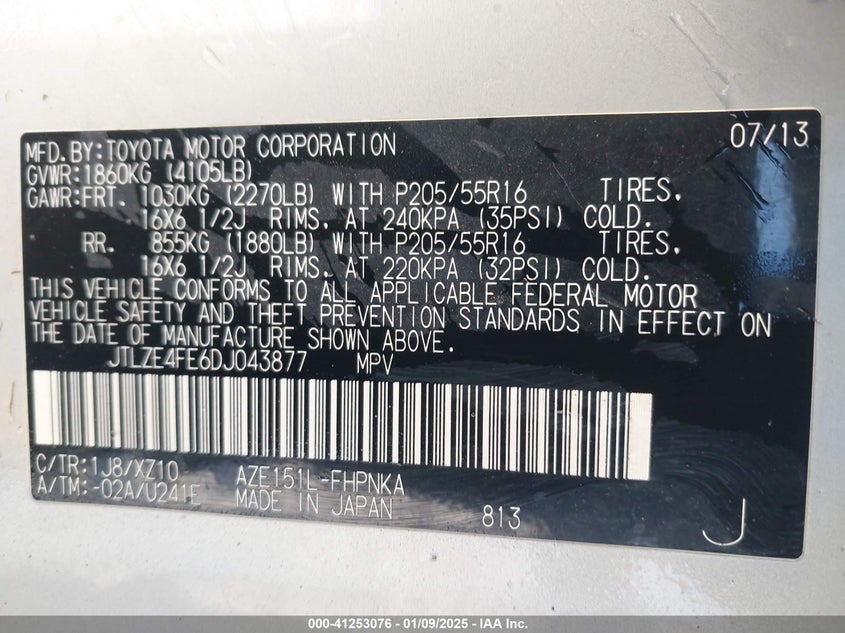 07/13
MFD.BY:TOYOTA MOTOR CORPORATION
GVWR:1860KG (4105LB)
GAWR:FRT. 1030KG (2270LB) WITH P205/55R16 TIRES.
16X6 1/2J RIMS. AT 240KPA (35PSI) COLD.
RR. 855KG (1880LB) WITH P205/55R16 TIRES.
16X6 1/2J RIMS. AT 220KPA (32PSI) COLD.
THIS VEHICLE CONFORMS TO ALL APPLICABLE FEDERAL MOTOR
VEHICLE SAFETY AND THEFT PREVENTION STANDARDS IN EFFECT ON
THE DATE OF MANUFACTURE SHOWN ABOVE.
JTLZE4FE6DJ043877 MPV
C/TR:1J8/XZ10 AZE151L-FHPNKA
A/TM:-02A/U241E MADE IN JAPAN 813 J
000-41253076 - 01/09/2025 - IAA Inc.